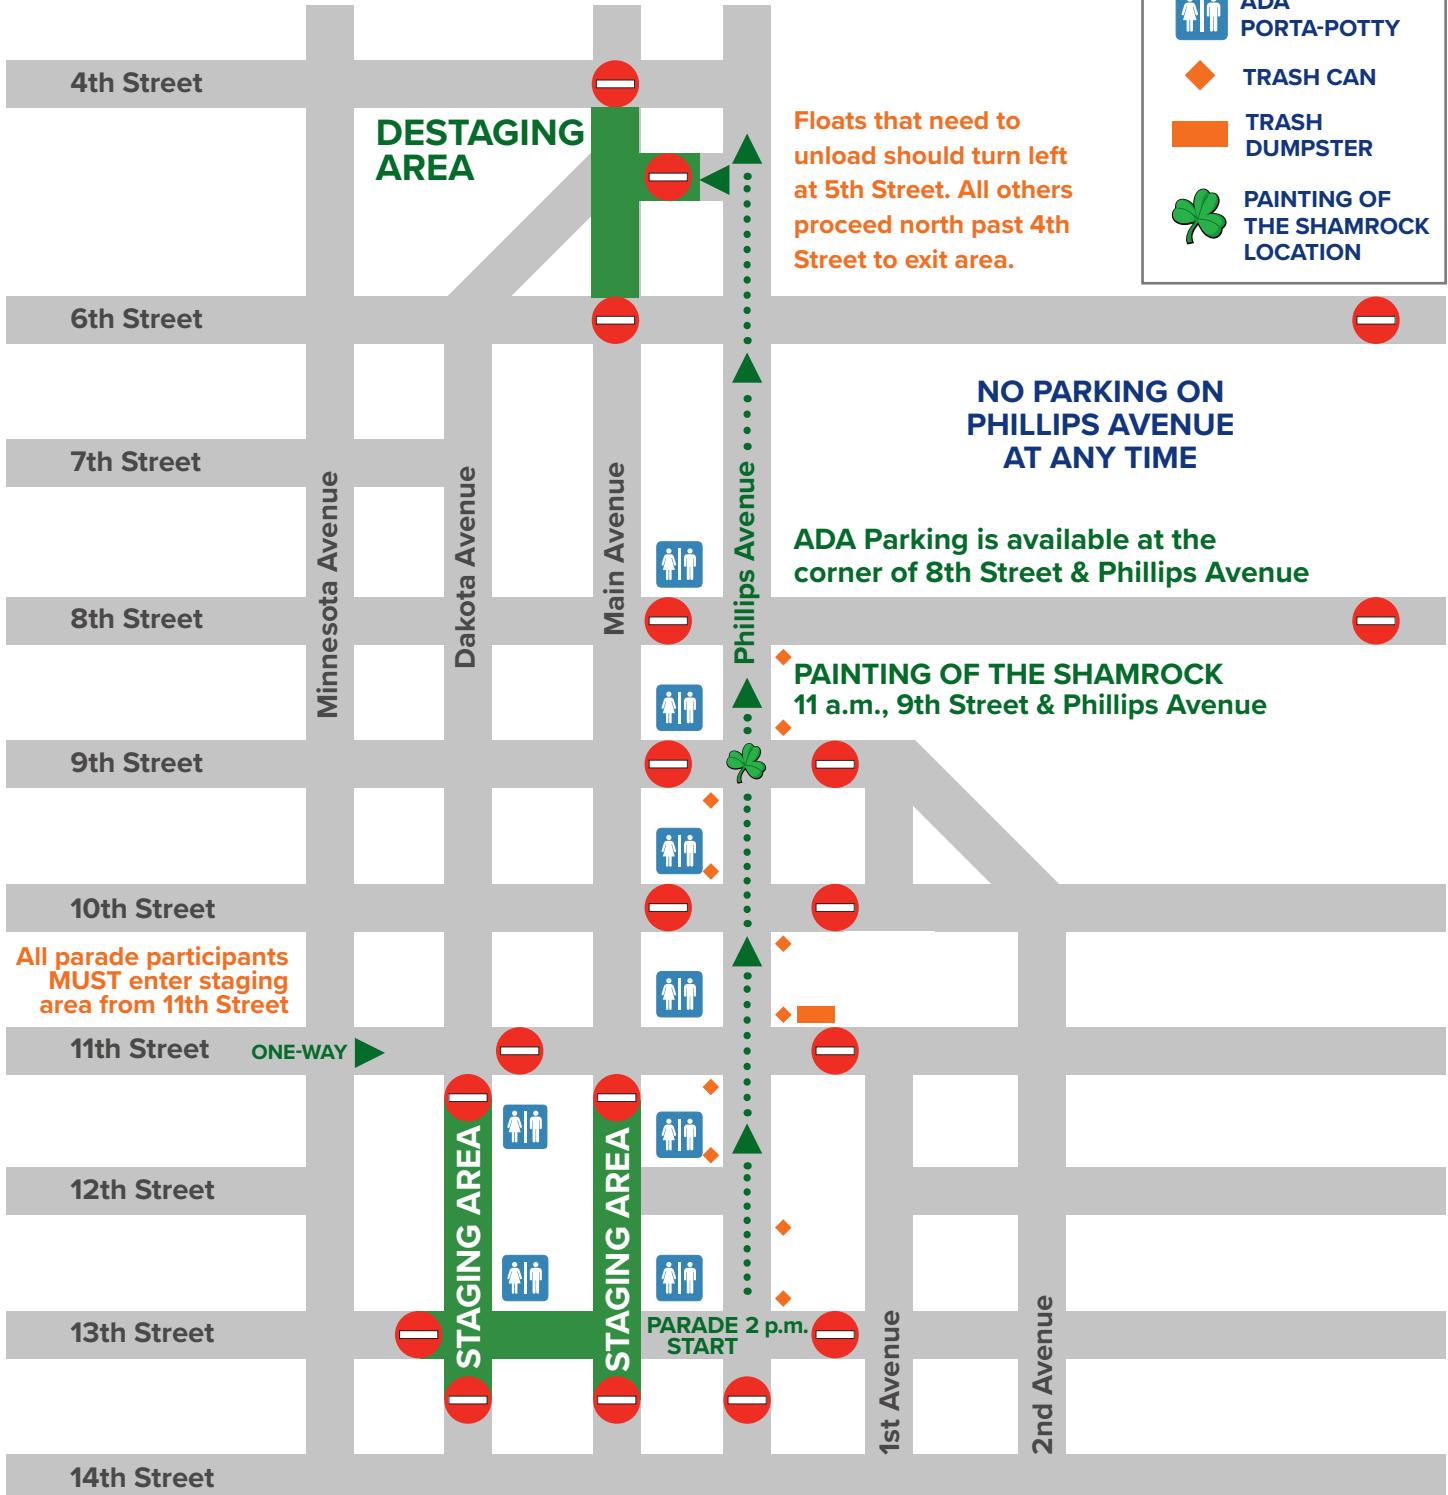 ADA
PORTA-POTTY
TRASH CAN
TRASH
DUMPSTER
PAINTING OF
THE SHAMROCK
LOCATION
4th Street
DESTAGING
AREA
Floats that need to
unload should turn left
at 5th Street. All others
proceed north past 4th
Street to exit area.
6th Street
NO PARKING ON
PHILLIPS AVENUE
AT ANY TIME
7th Street
Minnesota Avenue
Dakota Avenue
Main Avenue
Phillips Avenue
ADA Parking is available at the
corner of 8th Street & Phillips Avenue
8th Street
PAINTING OF THE SHAMROCK
11 a.m., 9th Street & Phillips Avenue
9th Street
10th Street
All parade participants
MUST enter staging
area from 11th Street
11th Street
ONE-WAY
STAGING AREA
STAGING AREA
12th Street
13th Street
PARADE 2 p.m.
START
1st Avenue
2nd Avenue
14th Street